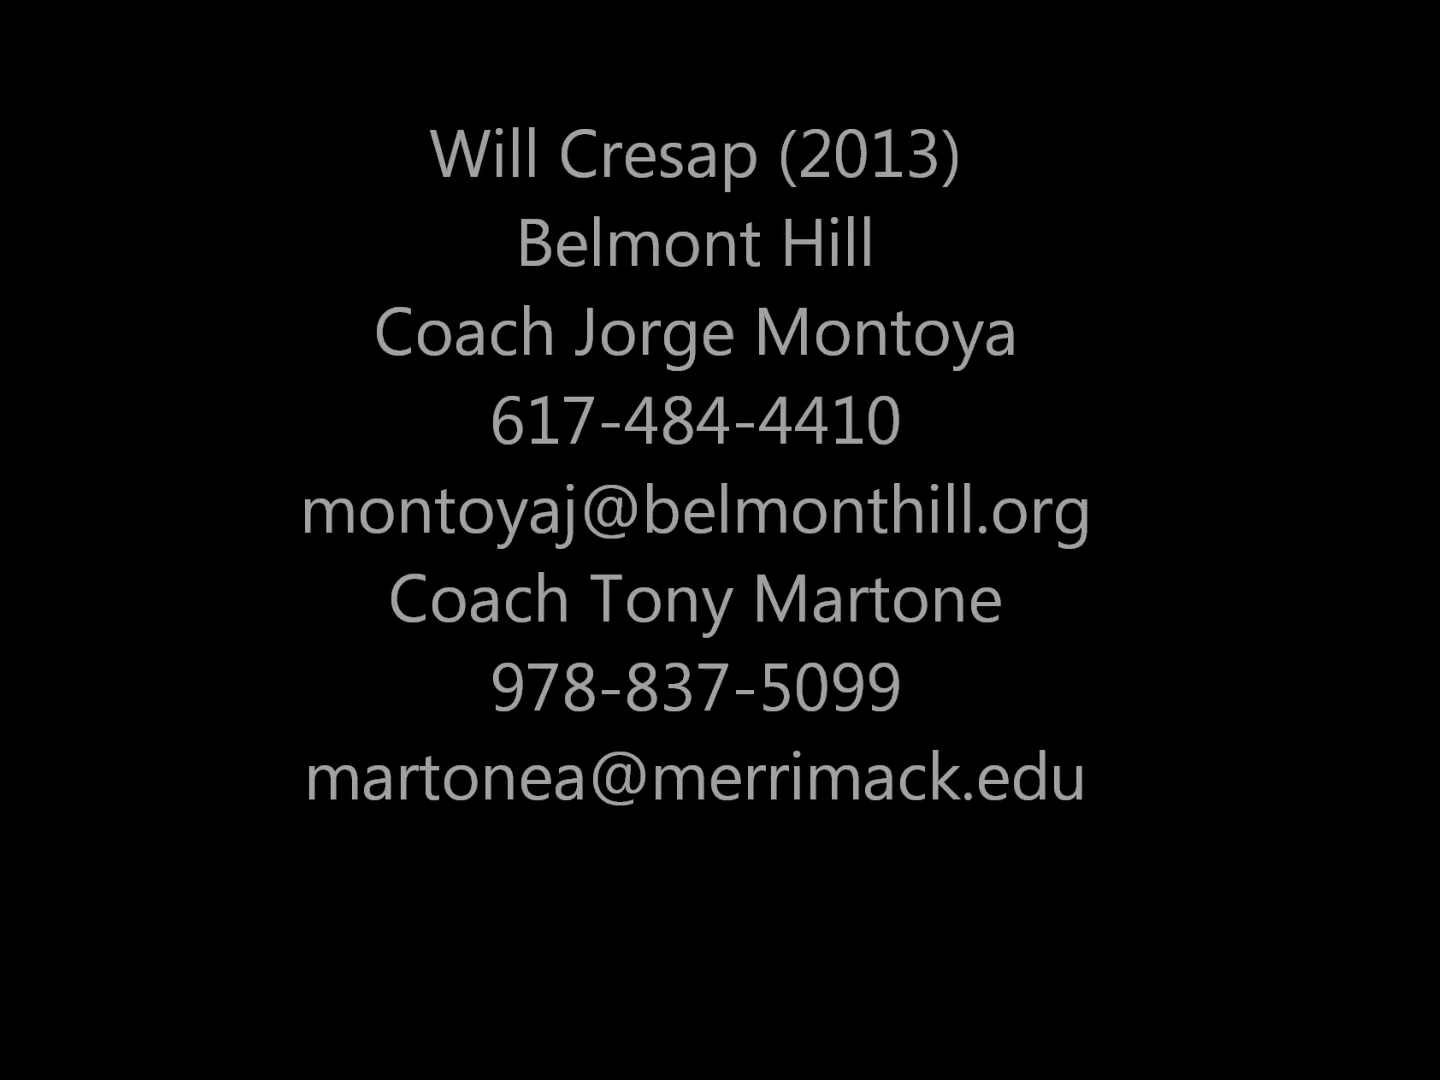 Will Cresap (2013)
Belmont Hill
Coach Jorge Montoya
617-484-4410
montoyaj@belmonthill.org
Coach Tony Martone
978-837-5099
martonea@merrimack.edu